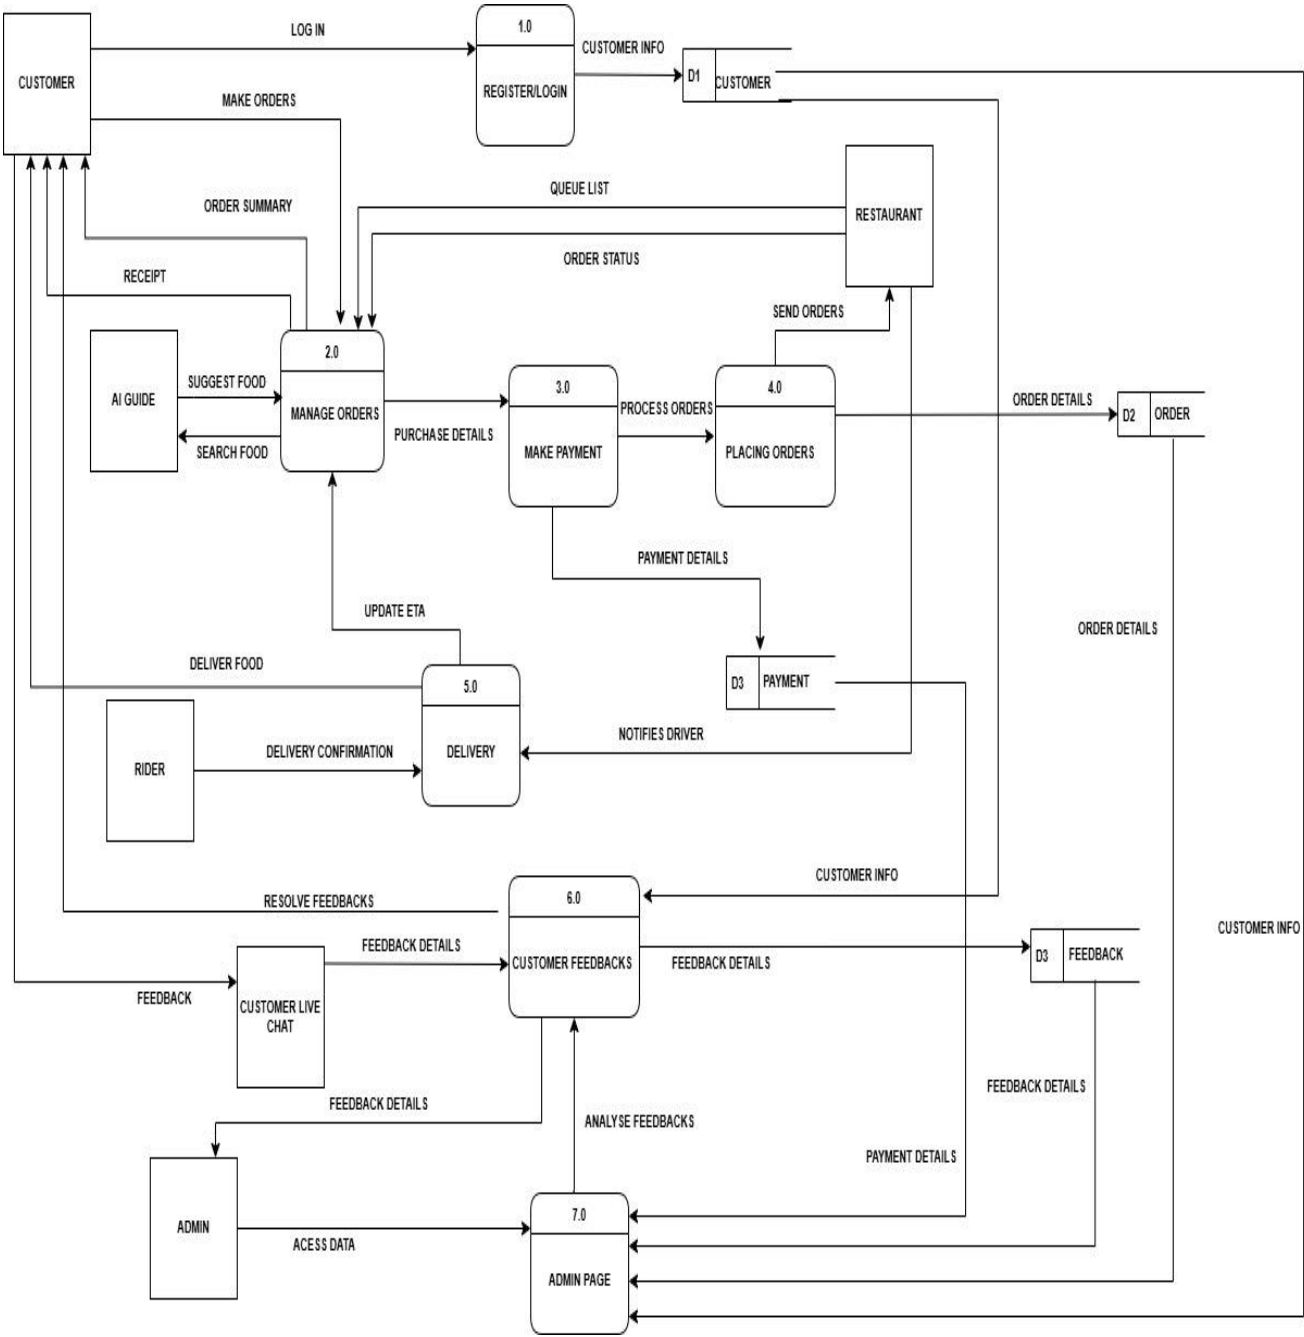 LOG IN
1.0
CUSTOMER INFO
CUSTOMER
REGISTER/LOGIN
D1
CUSTOMER
MAKE ORDERS
QUEUE LIST
ORDER SUMMARY
RESTAURANT
ORDER STATUS
RECEIPT
SEND ORDERS
2.0
SUGGEST FOOD
3.0
4.0
AI GUIDE
MANAGE ORDERS
PROCESS ORDERS
ORDER DETAILS
D2
ORDER
PURCHASE DETAILS
SEARCH FOOD
MAKE PAYMENT
PLACING ORDERS
PAYMENT DETAILS
UPDATE ETA
ORDER DETAILS
DELIVER FOOD
5.0
D3
PAYMENT
NOTIFIES DRIVER
RIDER
DELIVERY CONFIRMATION
DELIVERY
CUSTOMER INFO
6.0
RESOLVE FEEDBACKS
CUSTOMER INFO
FEEDBACK DETAILS
CUSTOMER FEEDBACKS
FEEDBACK DETAILS
D3
FEEDBACK
FEEDBACK
CUSTOMER LIVE
CHAT
FEEDBACK DETAILS
FEEDBACK DETAILS
ANALYSE FEEDBACKS
PAYMENT DETAILS
7.0
ADMIN
ACESS DATA
ADMIN PAGE